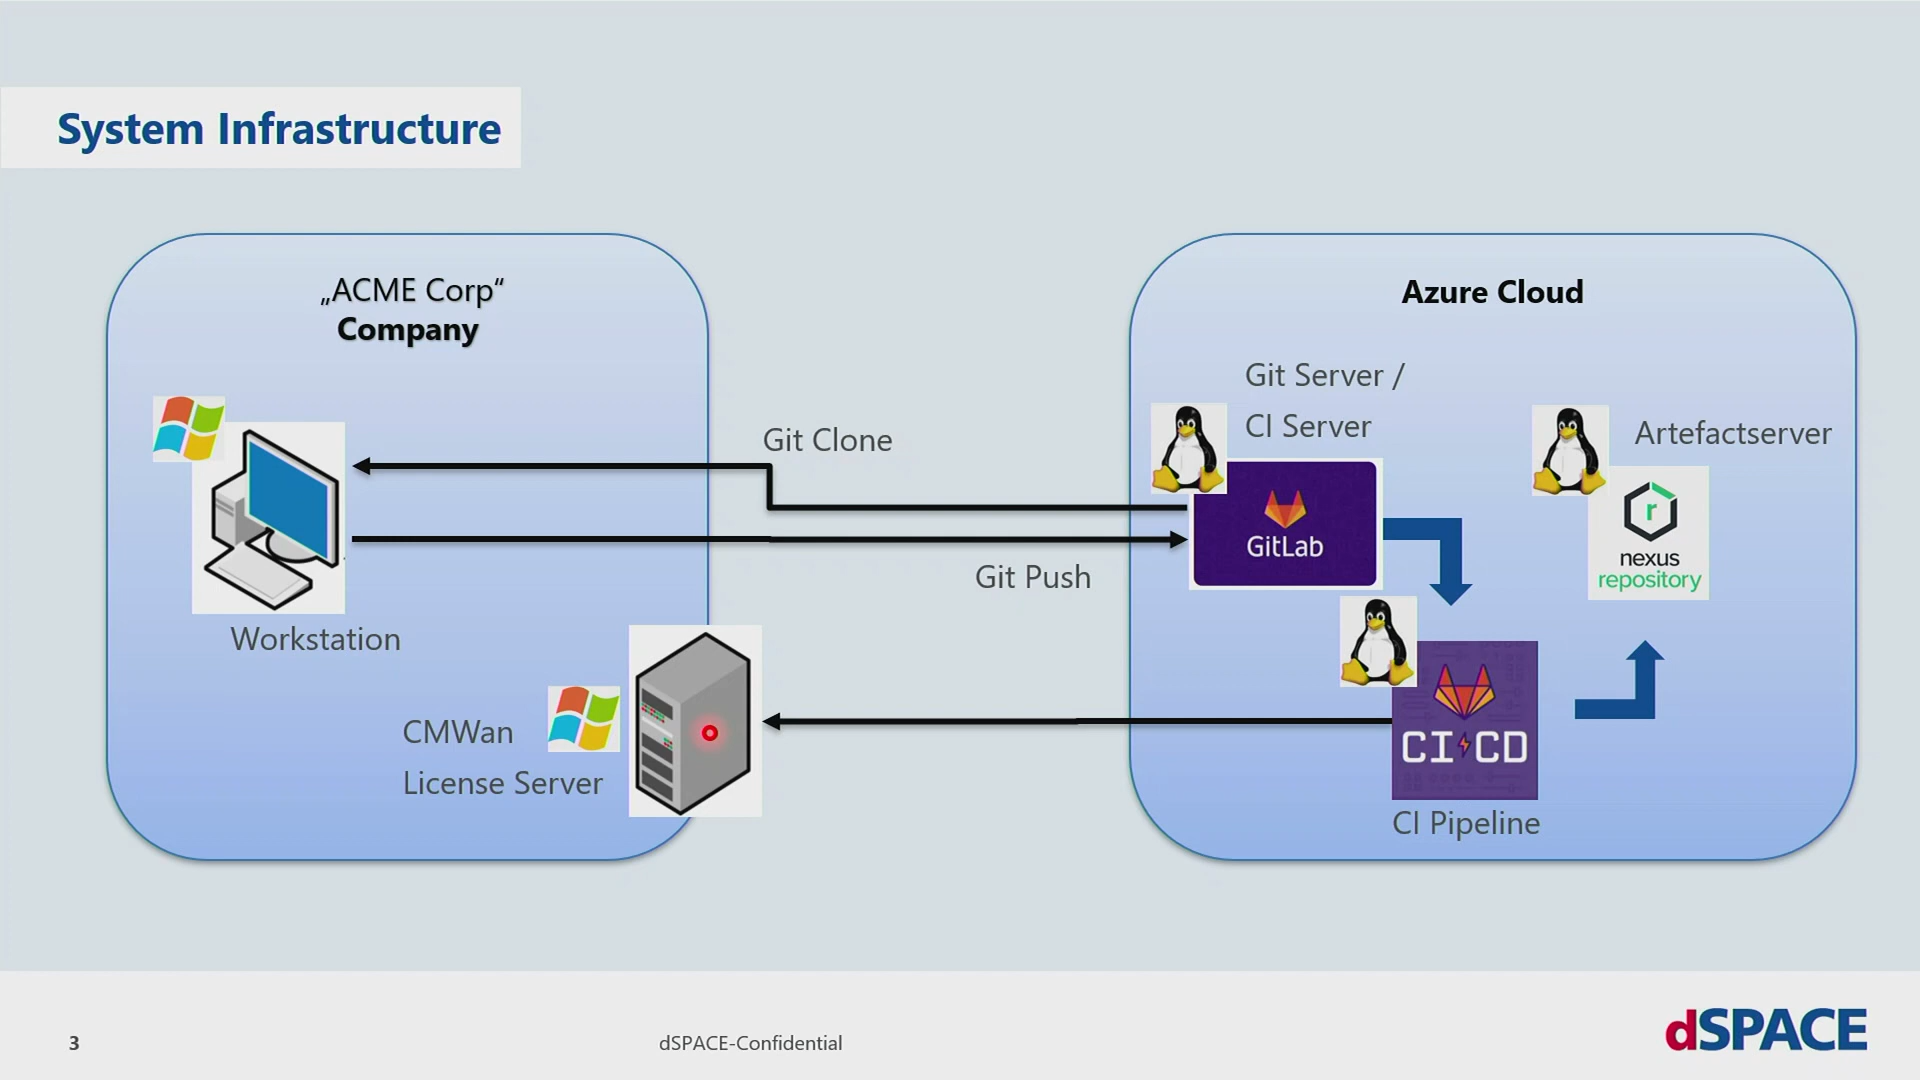 System Infrastructure
„ACME Corp“
Company
Azure Cloud
Git Server /
CI Server
Artefactserver
Git Clone
GitLab
nexus
repository
Git Push
Workstation
CMWan
License Server
CI CD
CI Pipeline
3
dSPACE-Confidential
dSPACE
r